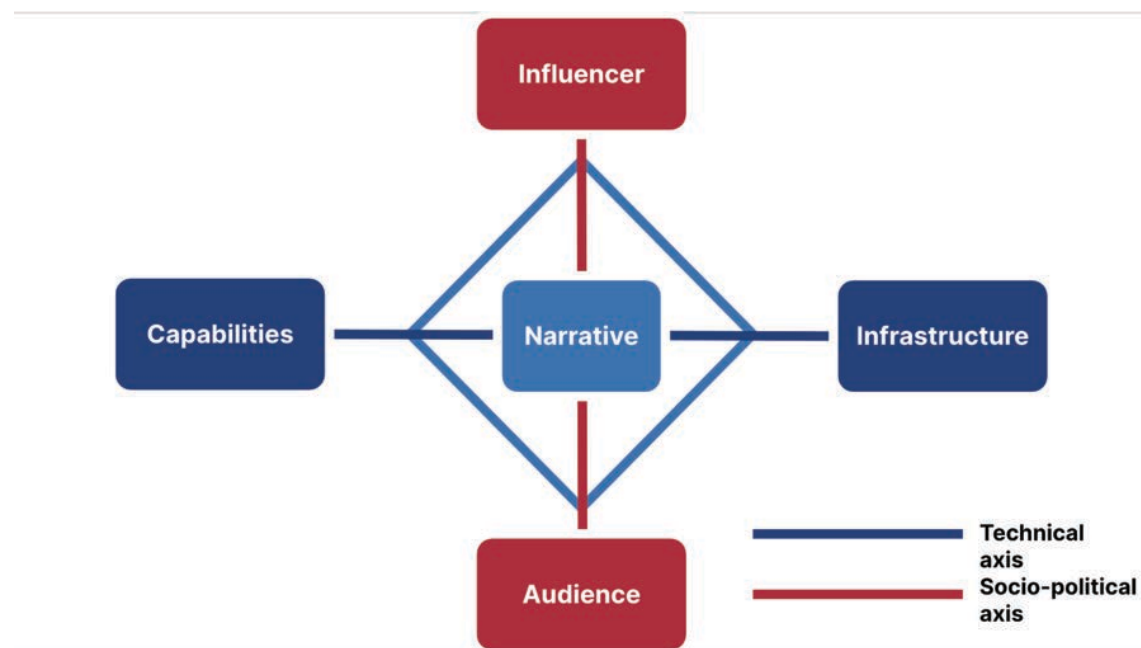 Influencer
Capabilities
Narrative
Infrastructure
Audience
Technical
axis
Socio-political
axis